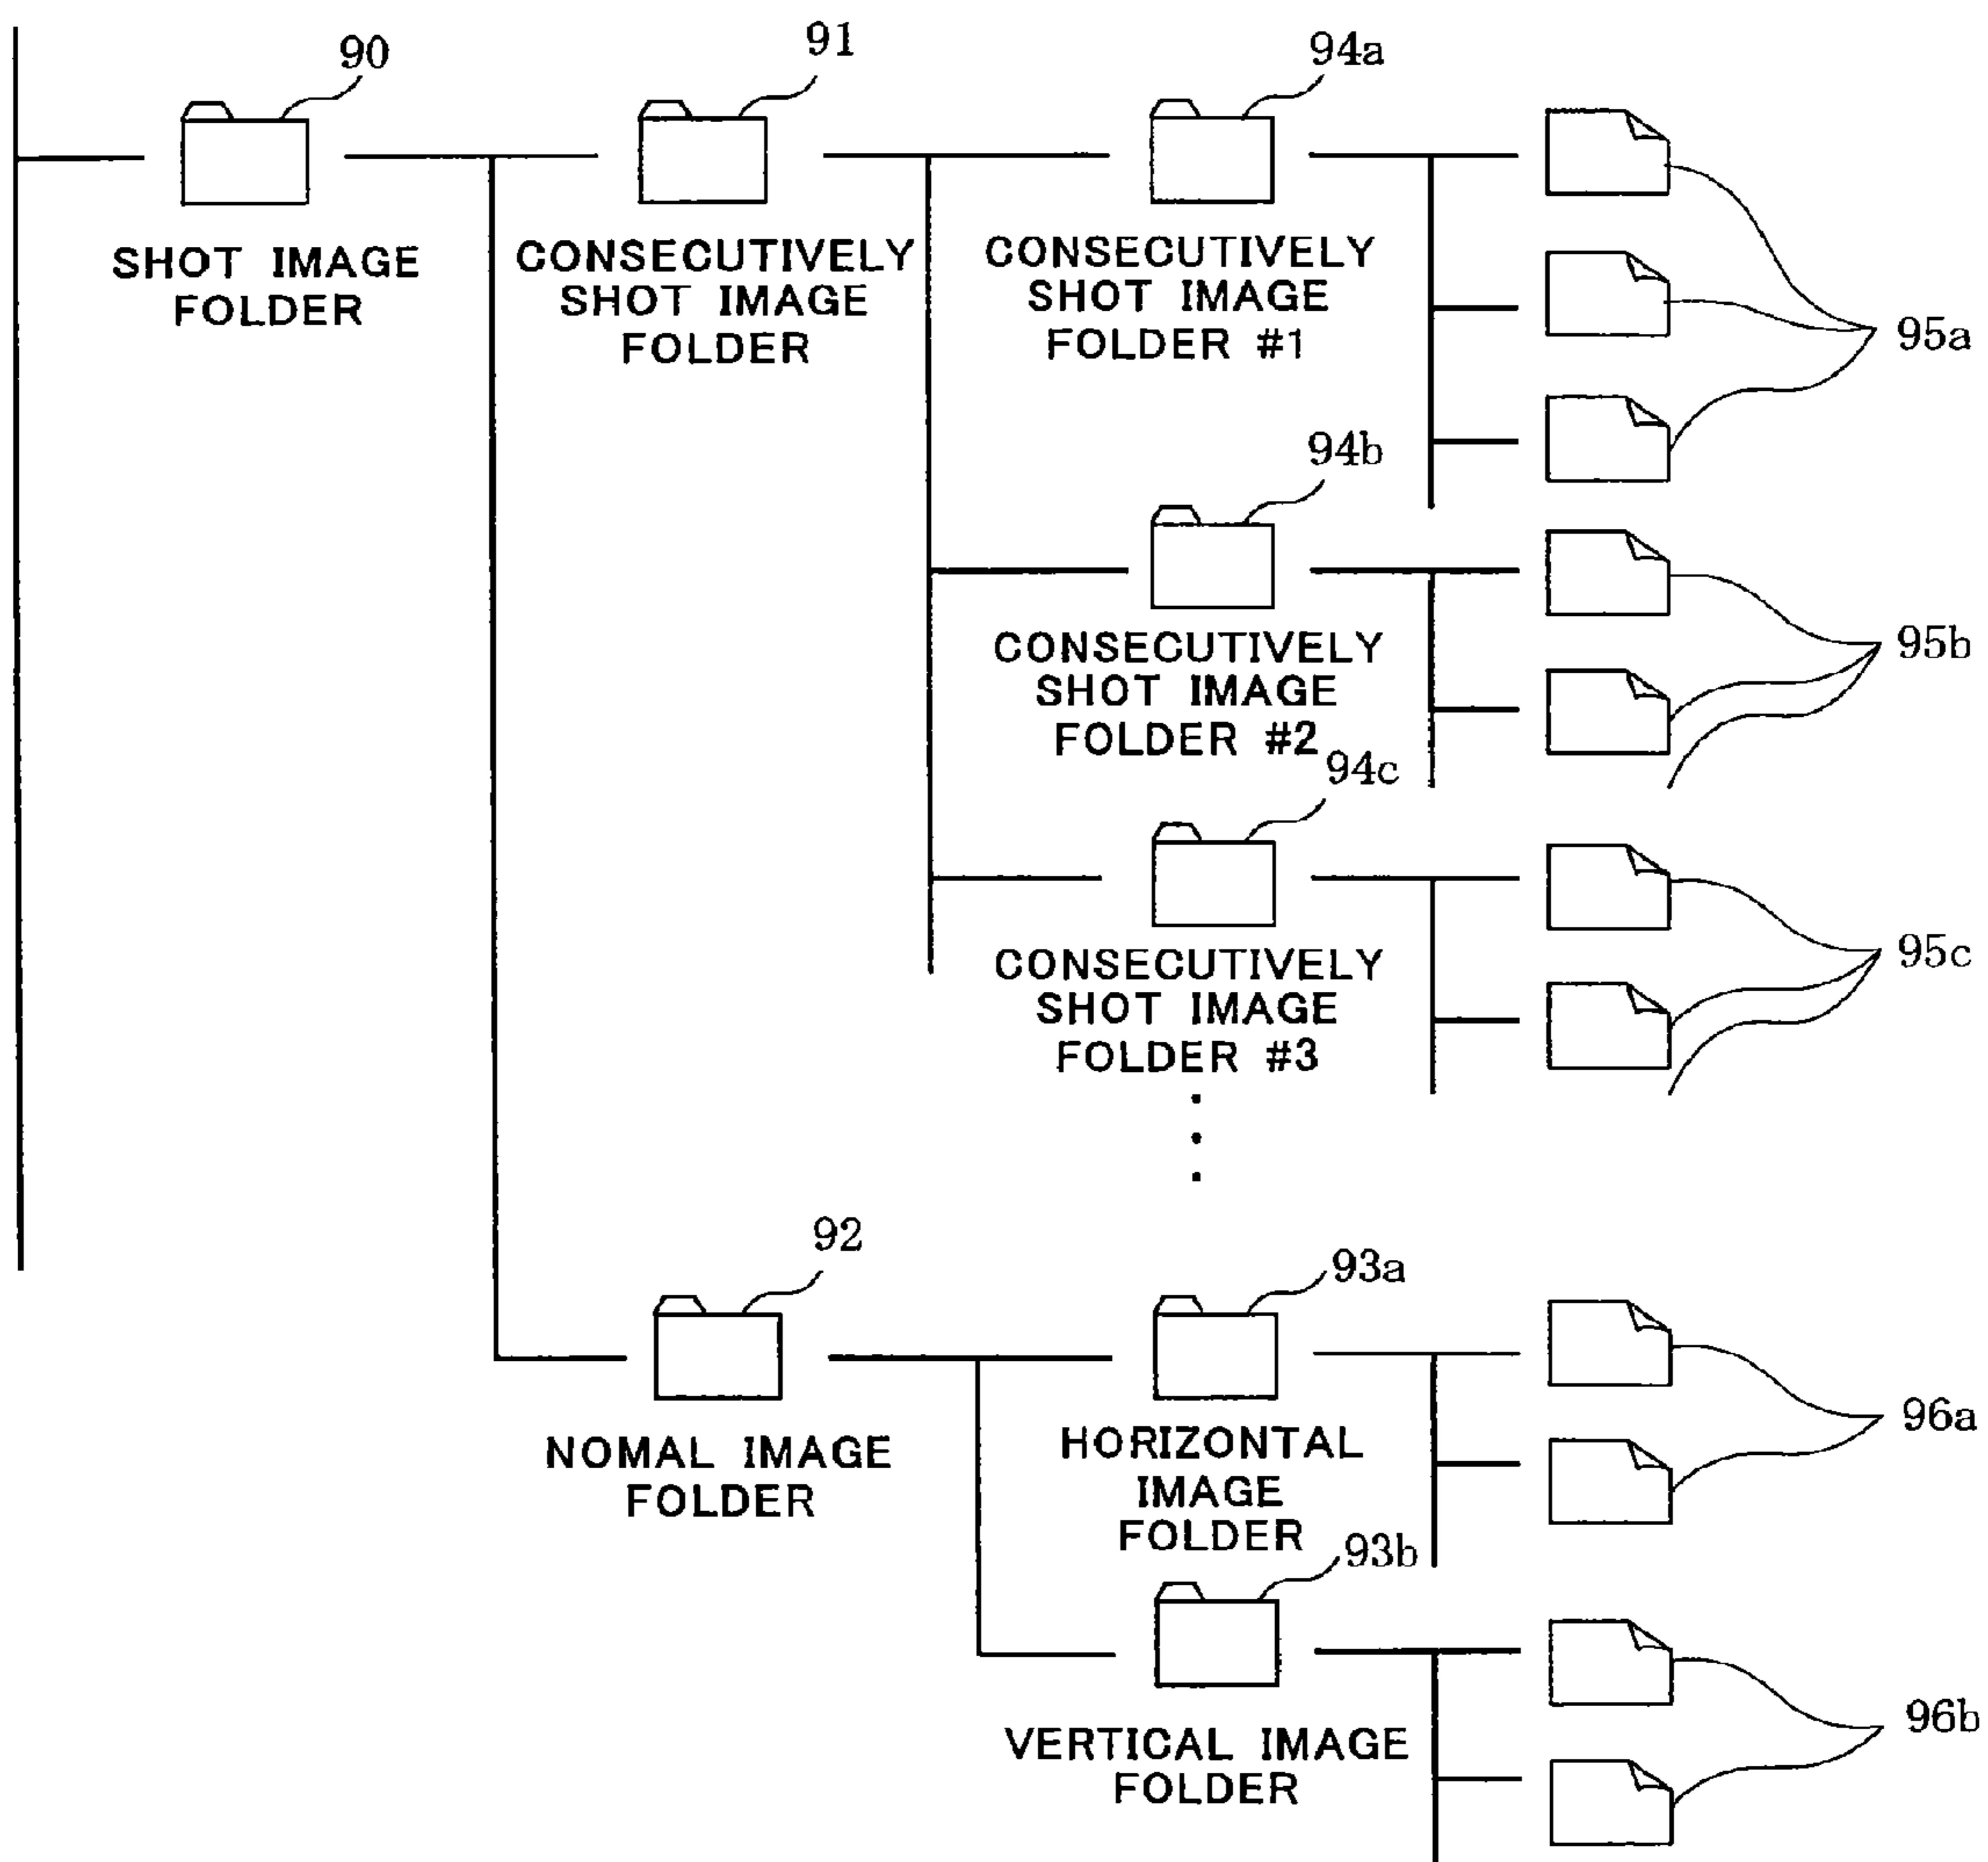 90
91
94a
SHOT IMAGE
FOLDER
CONSECUTIVELY
SHOT IMAGE
FOLDER
CONSECUTIVELY
SHOT IMAGE
FOLDER #1
95a
94b
CONSECUTIVELY
SHOT IMAGE
FOLDER #2
95b
94c
CONSECUTIVELY
SHOT IMAGE
FOLDER #3
95c
92
NOMAL IMAGE
FOLDER
93a
HORIZONTAL
IMAGE
FOLDER
96a
93b
VERTICAL IMAGE
FOLDER
96b